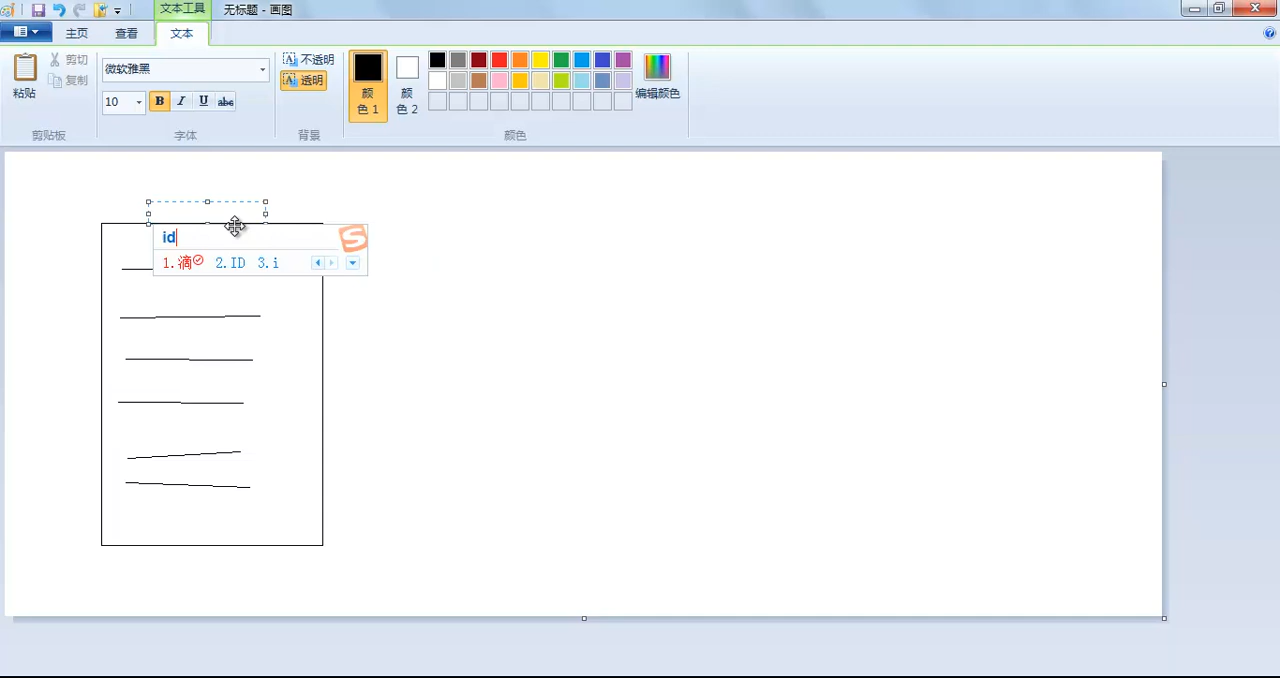 文本工具 无标题 - 画图
主页 查看 文本
粘贴 剪切 复制
剪贴板
微软雅黑
10 B I U abc
字体
不透明
透明
背景
颜色 1
颜色 2
编辑颜色
颜色
id
1.滴 2.ID 3.i